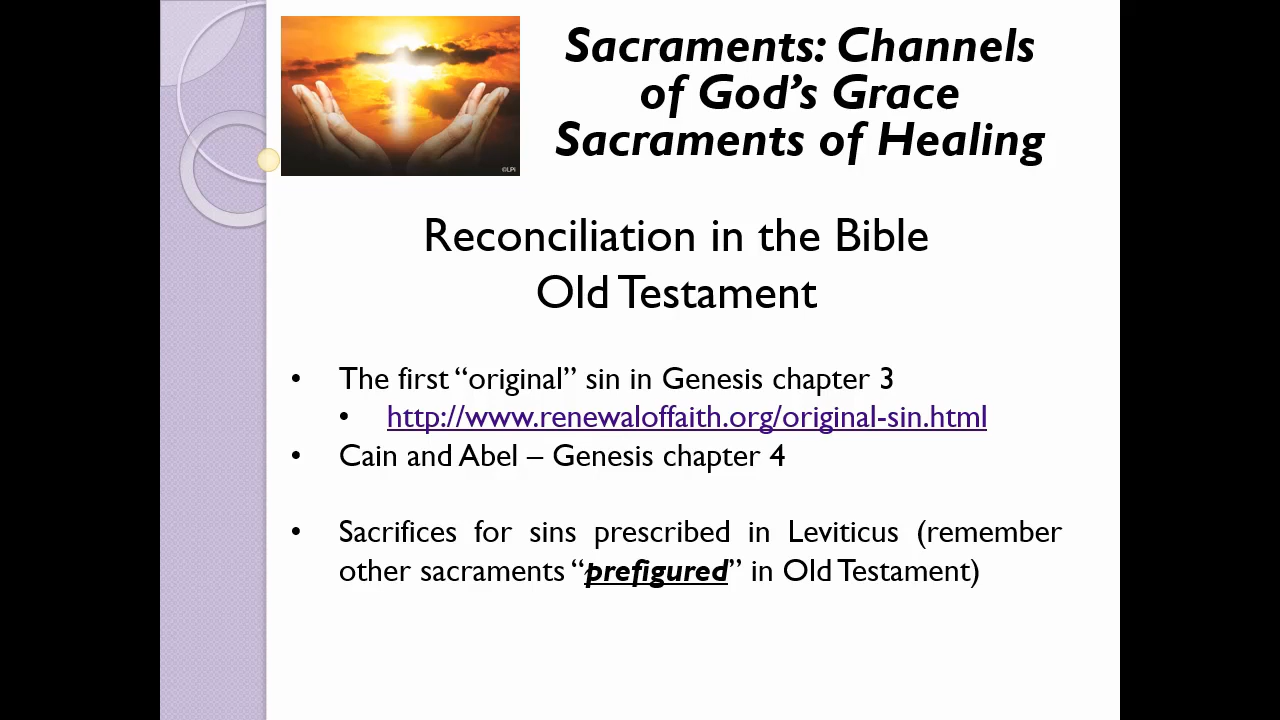 Sacraments: Channels
of God’s Grace
Sacraments of Healing
©LPi
Reconciliation in the Bible
Old Testament
• The first “original” sin in Genesis chapter 3
• http://www.renewaloffaith.org/original-sin.html
• Cain and Abel – Genesis chapter 4
• Sacrifices for sins prescribed in Leviticus (remember
other sacraments “prefigured” in Old Testament)